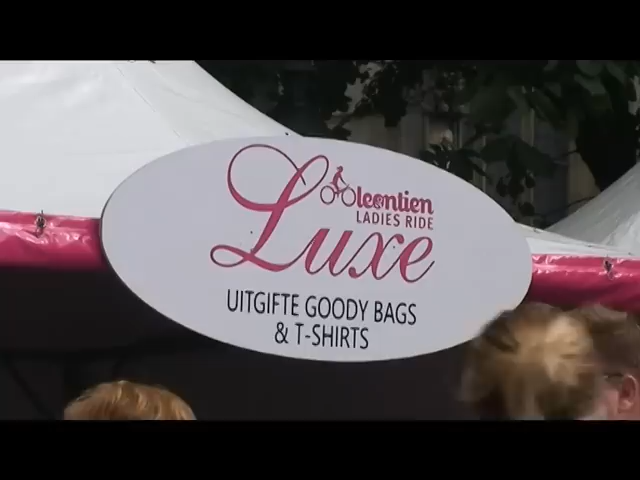 leontien
LADIES RIDE
Luxe
UITGIFTE GOODY BAGS
& T-SHIRTS